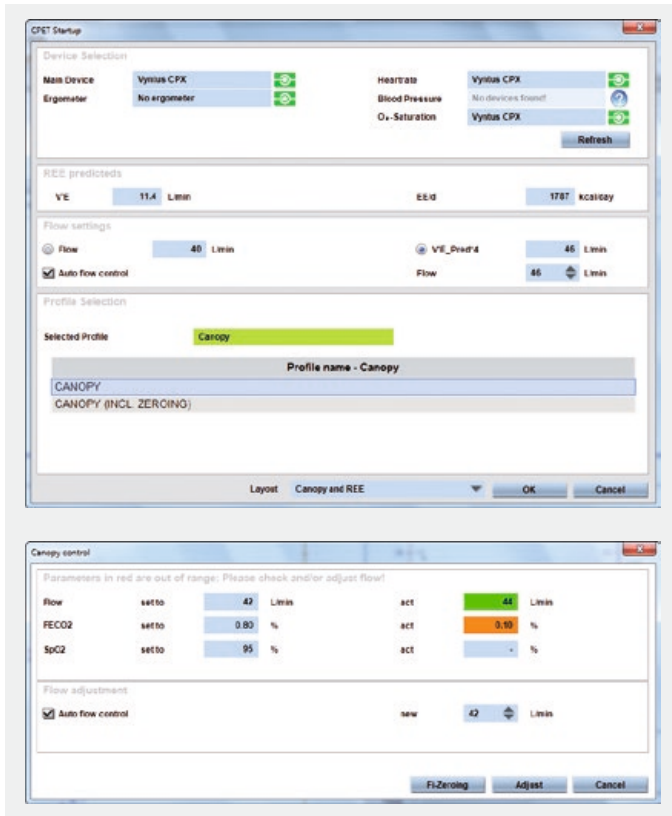 CPET Startup
Device Selection
Main Device Vyntus CPX Heartrate Vyntus CPX
Ergometer No ergometer Blood Pressure No devices found!
O₂-Saturation Vyntus CPX
Refresh
REE predicteds
V'E 11.4 L/min EE/d 1787 kcal/day
Flow settings
Flow 40 L/min V'E_Pred*4 46 L/min
Auto flow control Flow 46 L/min
Profile Selection
Selected Profile Canopy
Profile name - Canopy
CANOPY
CANOPY (INCL. ZEROING)
Layout Canopy and REE OK Cancel
Canopy control
Parameters in red are out of range: Please check and/or adjust flow!
Flow set to 42 L/min act 44 L/min
FECO2 set to 0.80 % act 0.10 %
SpO2 set to 95 % act - %
Flow adjustment
Auto flow control new 42 L/min
Fi-Zeroing Adjust Cancel